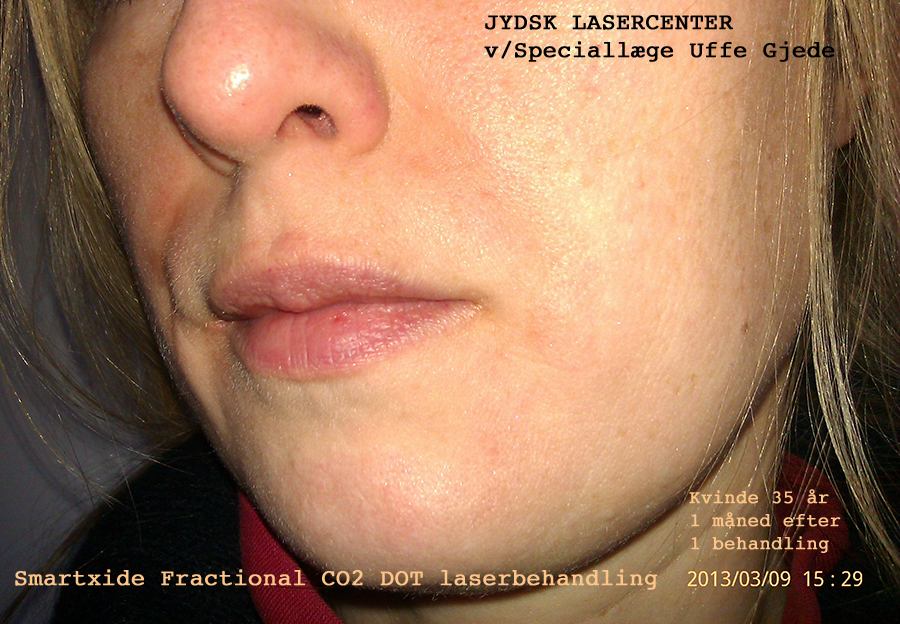 JYDSK LASERCENTER
v/Speciallæge Uffe Gjede
Kvinde 35 år
1 måned efter
1 behandling
Smartxide Fractional CO2 DOT laserbehandling 2013/03/09 15:29